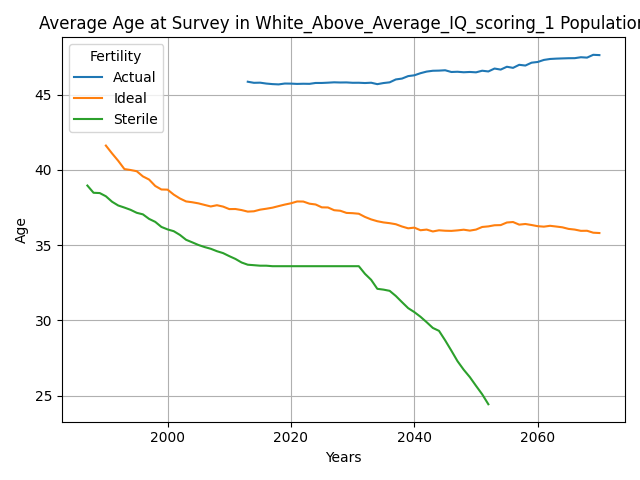 Average Age at Survey in White_Above_Average_IQ_scoring_1 Population
Fertility
Actual
Ideal
Sterile
45
40
35
30
25
Age
2000
2020
2040
2060
Years